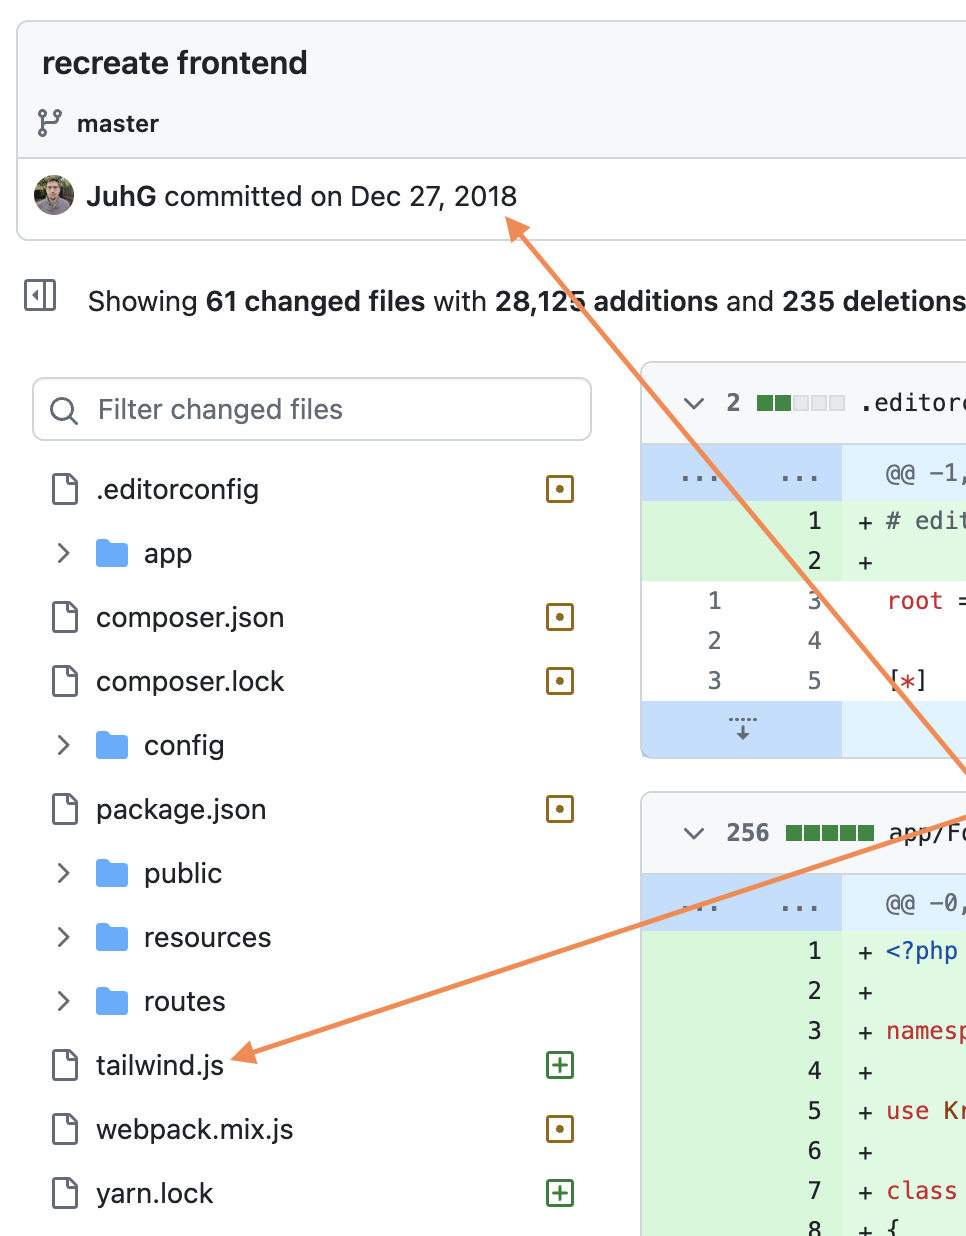 recreate frontend
master
JuhG committed on Dec 27, 2018
Showing 61 changed files with 28,125 additions and 235 deletions
Filter changed files
.editorconfig
app
composer.json
composer.lock
config
package.json
public
resources
routes
tailwind.js
webpack.mix.js
yarn.lock
2 .editorc
... ... @@ -1,
1 + # edit
2 +
1 3 root =
2 4
3 5 [*]
256 app/Fo
... ... @@ -0,
1 + <?php
2 +
3 + namesp
4 +
5 + use Kr
6 +
7 + class
8 + {